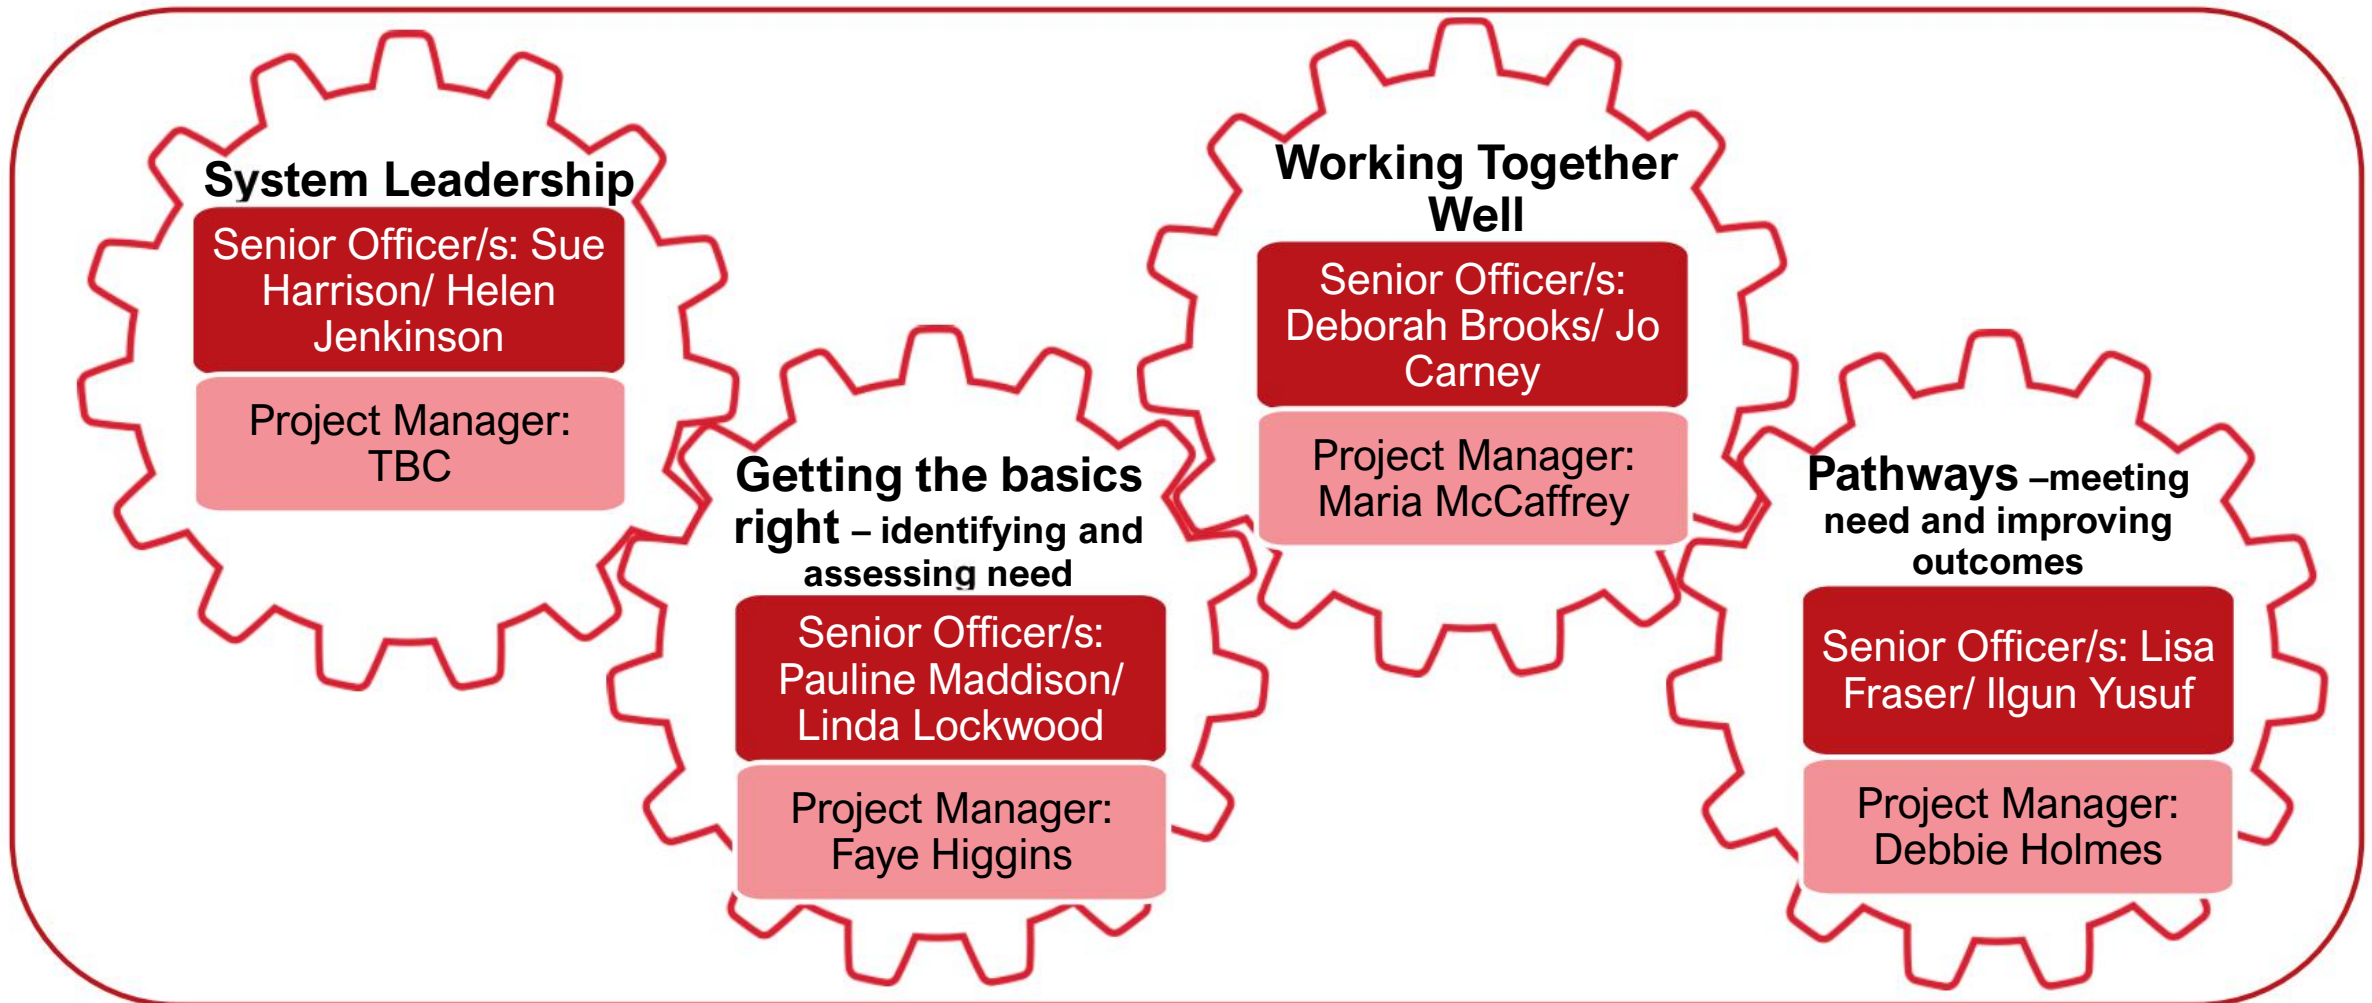 System Leadership
Senior Officer/s: Sue
Harrison/ Helen
Jenkinson
Project Manager:
TBC
Getting the basics
right – identifying and
assessing need
Senior Officer/s:
Pauline Maddison/
Linda Lockwood
Project Manager:
Faye Higgins
Working Together
Well
Senior Officer/s:
Deborah Brooks/ Jo
Carney
Project Manager:
Maria McCaffrey
Pathways –meeting
need and improving
outcomes
Senior Officer/s: Lisa
Fraser/ Ilgun Yusuf
Project Manager:
Debbie Holmes